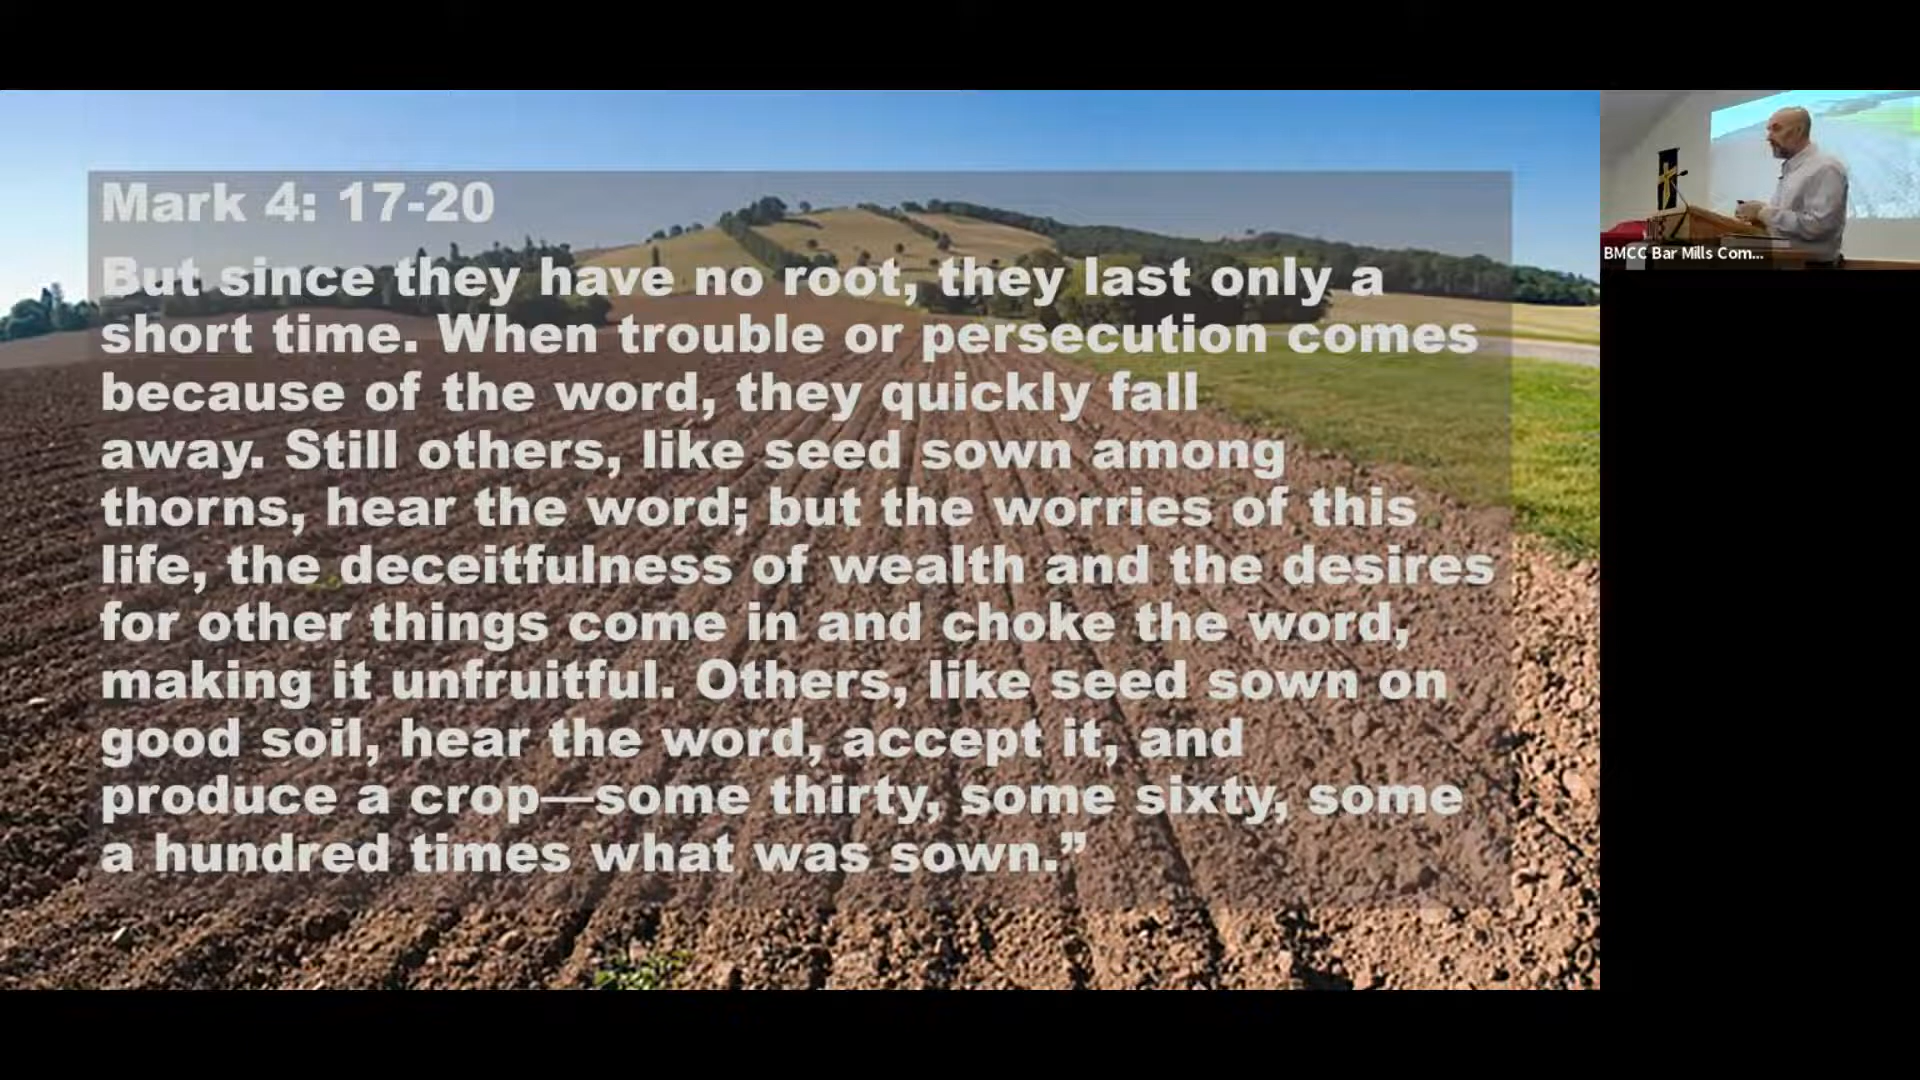 Mark 4: 17-20
But since they have no root, they last only a
short time. When trouble or persecution comes
because of the word, they quickly fall
away. Still others, like seed sown among
thorns, hear the word; but the worries of this
life, the deceitfulness of wealth and the desires
for other things come in and choke the word,
making it unfruitful. Others, like seed sown on
good soil, hear the word, accept it, and
produce a crop—some thirty, some sixty, some
a hundred times what was sown.”
BMCC Bar Mills Com...